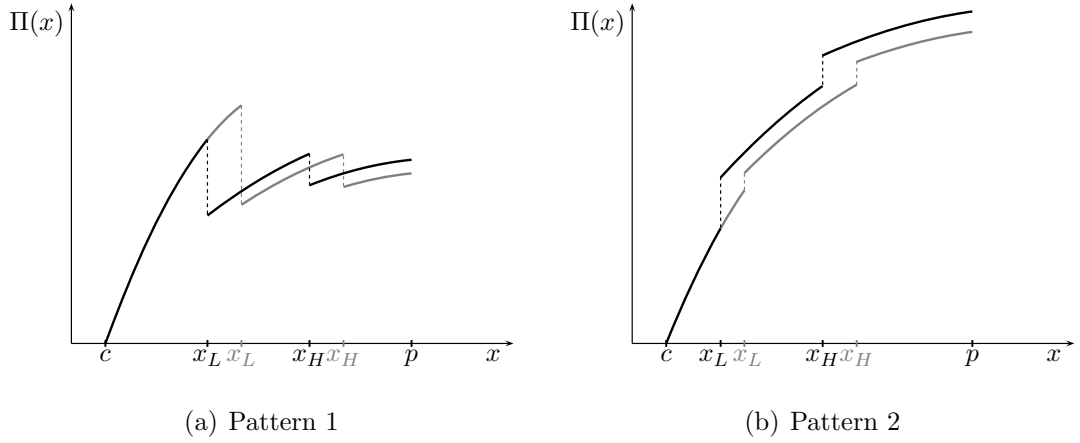 Π(x)
c
x_L
x_L
x_H
x_H
p
x
(a) Pattern 1
Π(x)
c
x_L
x_L
x_H
x_H
p
x
(b) Pattern 2